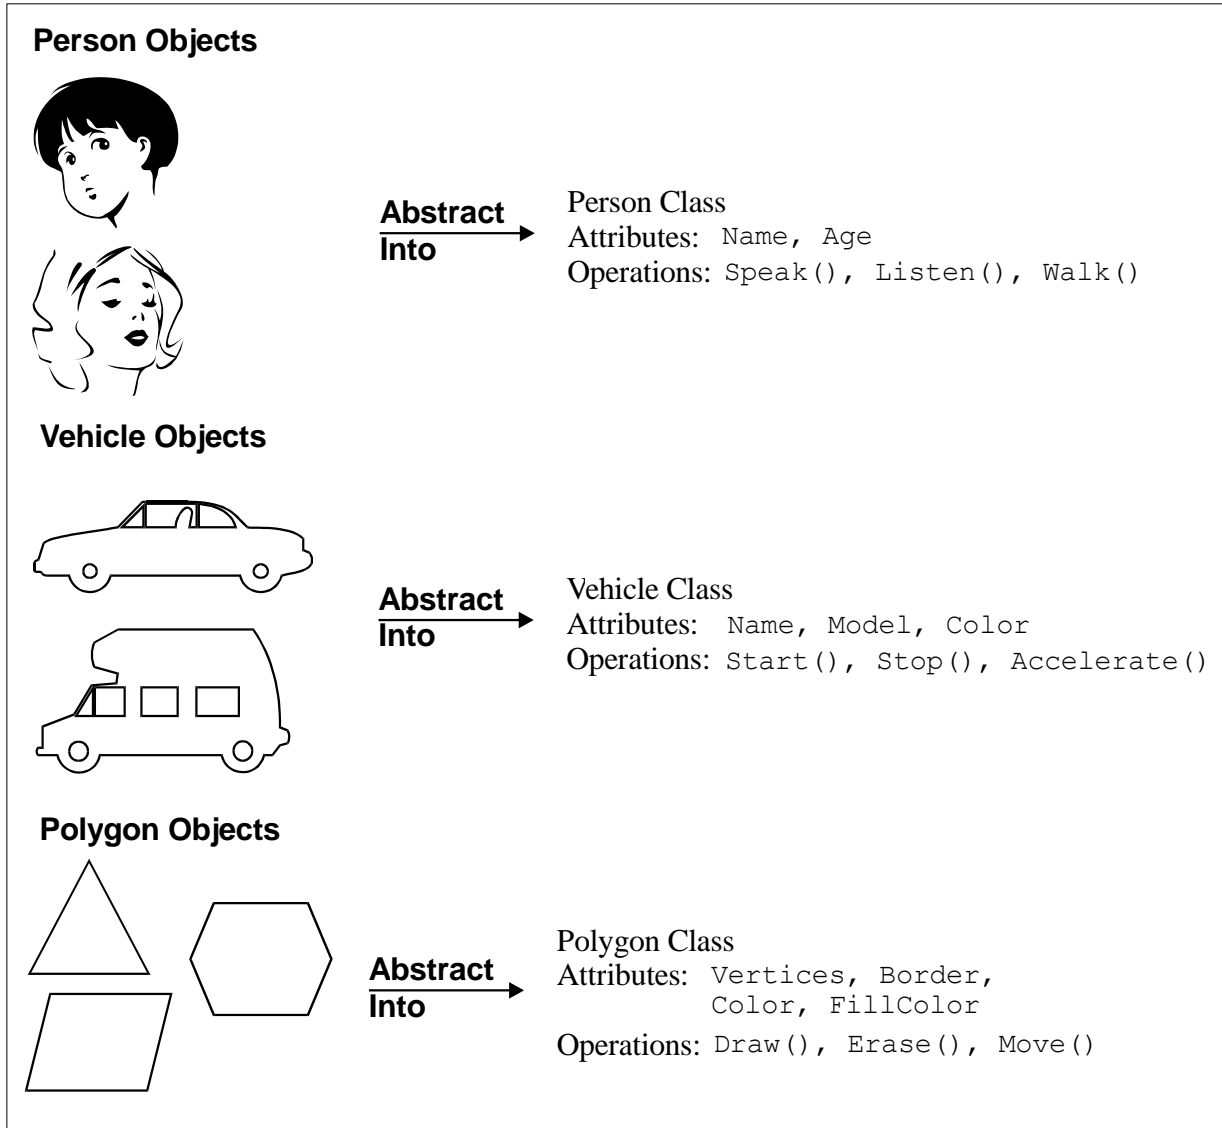 Person Objects
Abstract
Into
Person Class
Attributes: Name, Age
Operations: Speak(), Listen(), Walk()
Vehicle Objects
Abstract
Into
Vehicle Class
Attributes: Name, Model, Color
Operations: Start(), Stop(), Accelerate()
Polygon Objects
Abstract
Into
Polygon Class
Attributes: Vertices, Border,
Color, FillColor
Operations: Draw(), Erase(), Move()